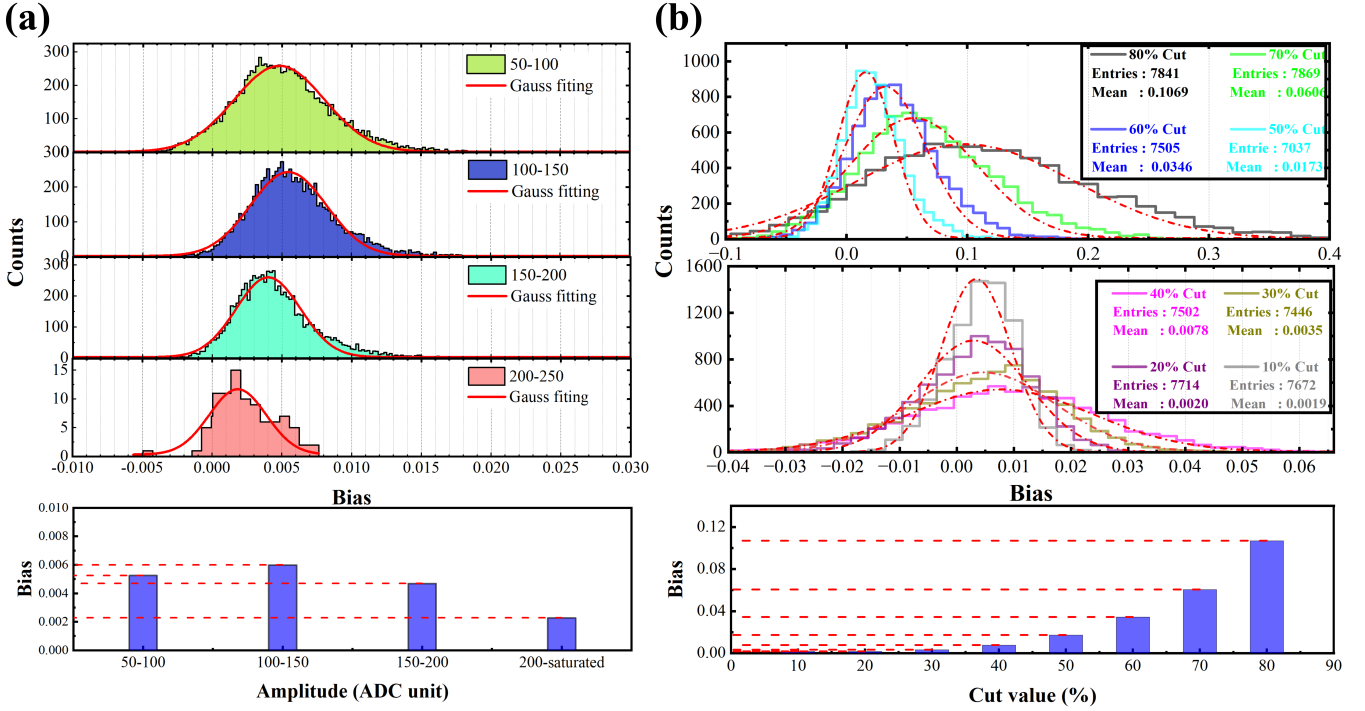 (a)
300
200
100
0
50-100
Gauss fitting
300
200
100
0
100-150
Gauss fitting
300
200
100
0
150-200
Gauss fitting
15
10
5
0
200-250
Gauss fitting
Counts
−0.010 −0.005 0.000 0.005 0.010 0.015 0.020 0.025 0.030
Bias
0.010
0.008
0.006
0.004
0.002
0.000
Bias
50-100 100-150 150-200 200-saturated
Amplitude (ADC unit)
(b)
1000
800
600
400
200
0
80% Cut
Entries : 7841
Mean : 0.1069
70% Cut
Entries : 7869
Mean : 0.0606
60% Cut
Entries : 7505
Mean : 0.0346
50% Cut
Entrie : 7037
Mean : 0.0173
−0.1 0.0 0.1 0.2 0.3 0.4
Counts
1600
1200
800
400
0
40% Cut
Entries : 7502
Mean : 0.0078
30% Cut
Entries : 7446
Mean : 0.0035
20% Cut
Entries : 7714
Mean : 0.0020
10% Cut
Entries : 7672
Mean : 0.0019
−0.04 −0.03 −0.02 −0.01 0.00 0.01 0.02 0.03 0.04 0.05 0.06
Bias
0.12
0.08
0.04
0.00
Bias
0 10 20 30 40 50 60 70 80 90
Cut value (%)